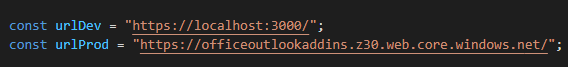 const urlDev = "https://localhost:3000/";
const urlProd = "https://officeoutlookaddins.z30.web.core.windows.net/";